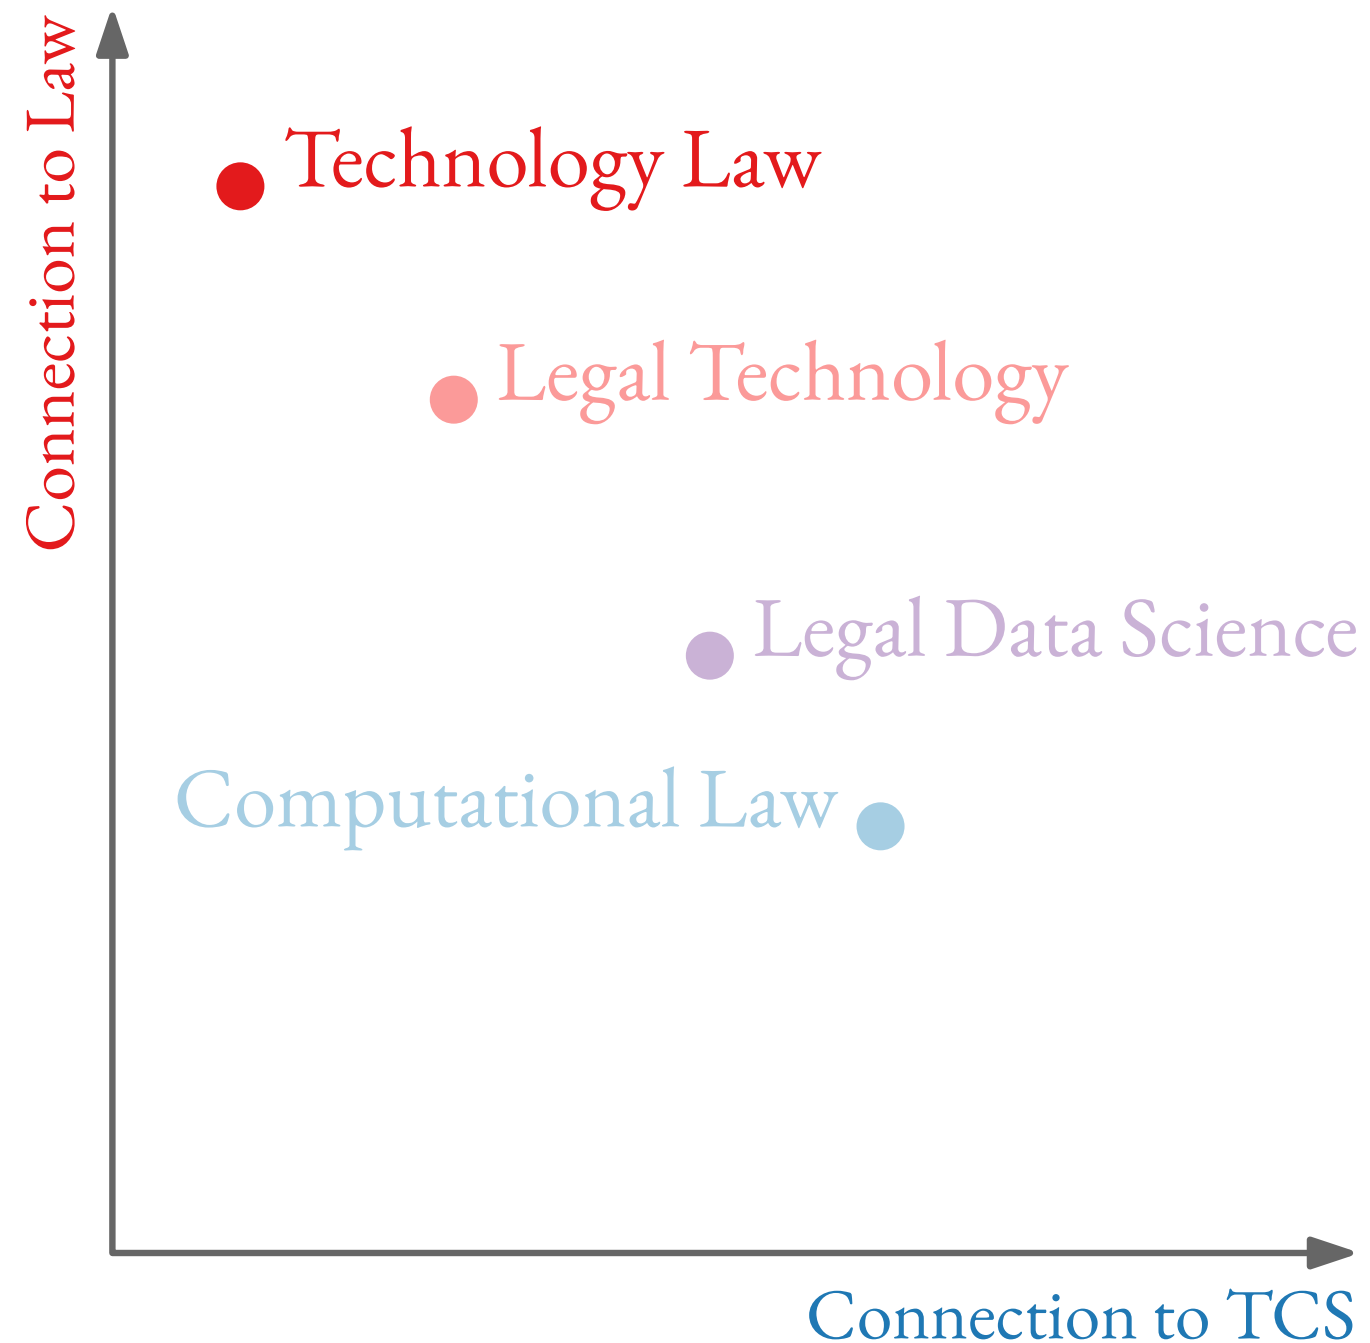 Connection to Law
Technology Law
Legal Technology
Legal Data Science
Computational Law
Connection to TCS